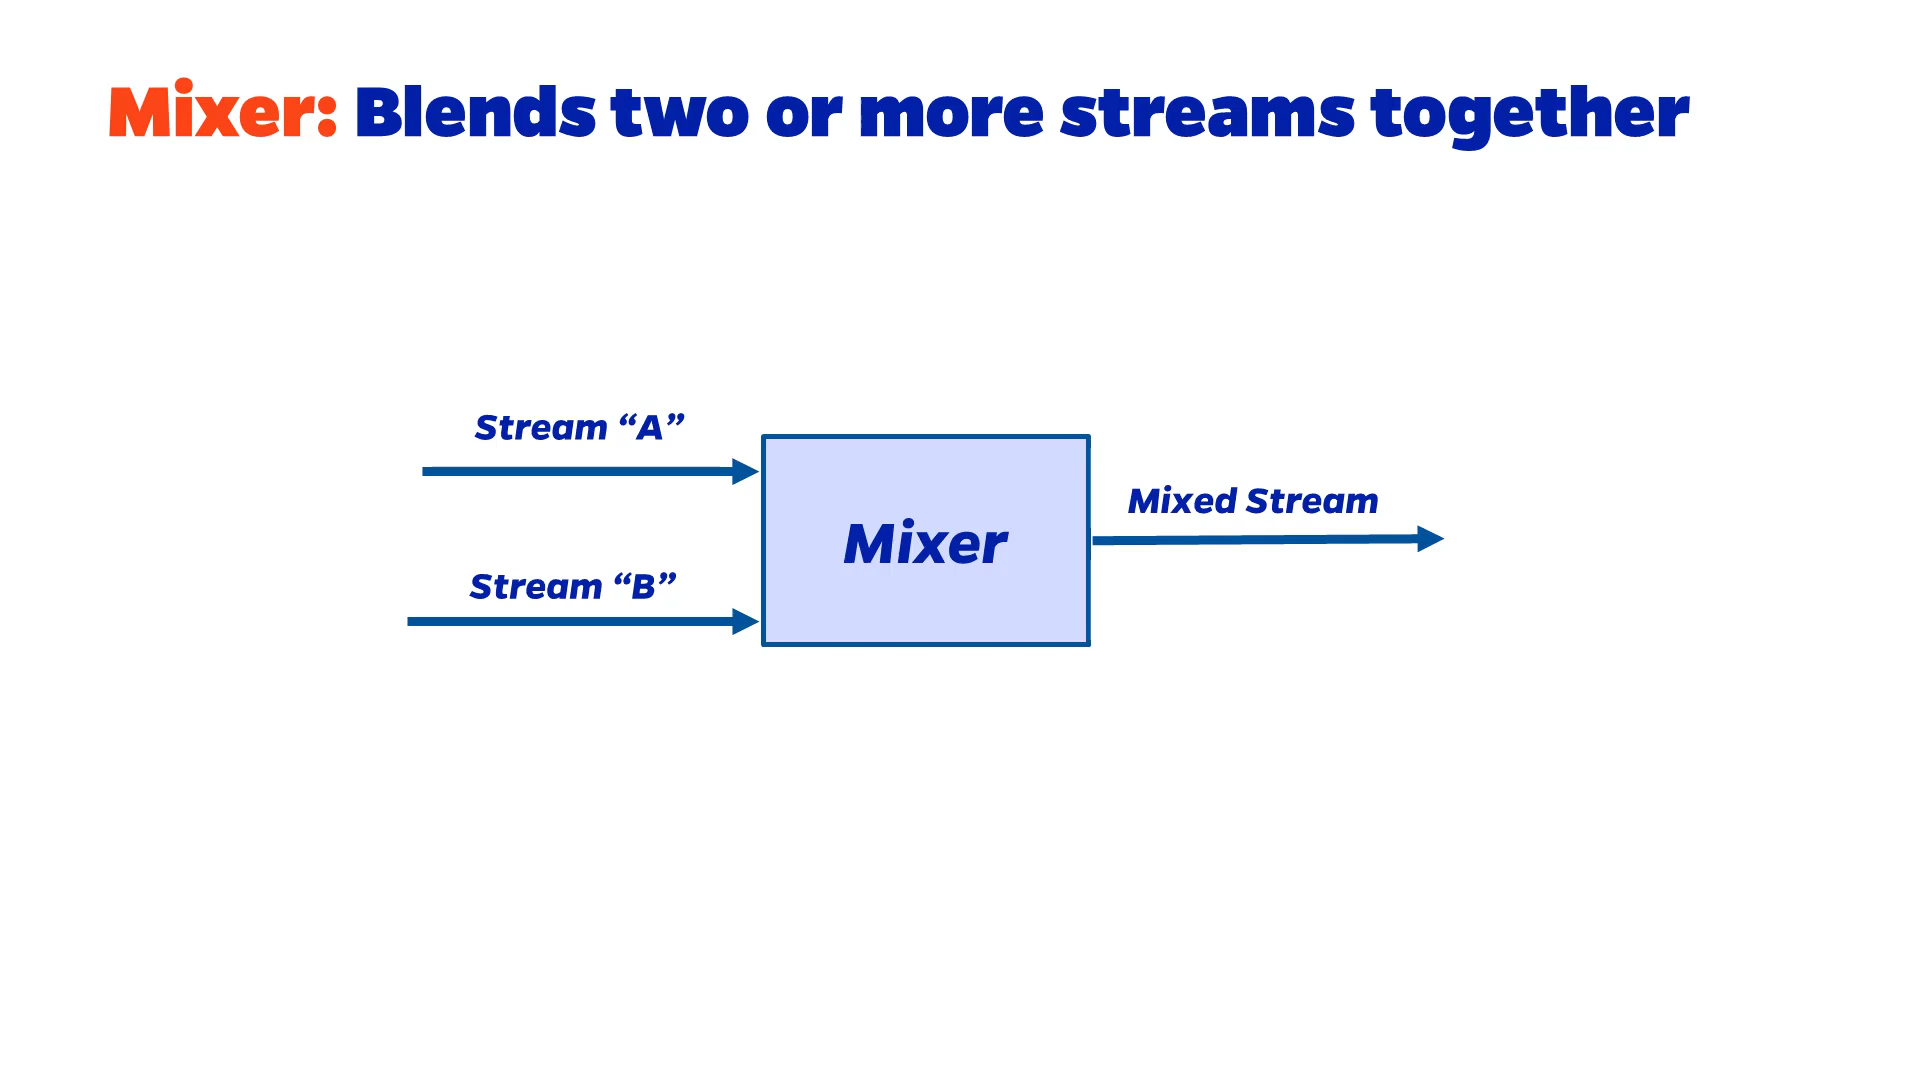 Mixer: Blends two or more streams together
Stream “A”
Mixed Stream
Mixer
Stream “B”